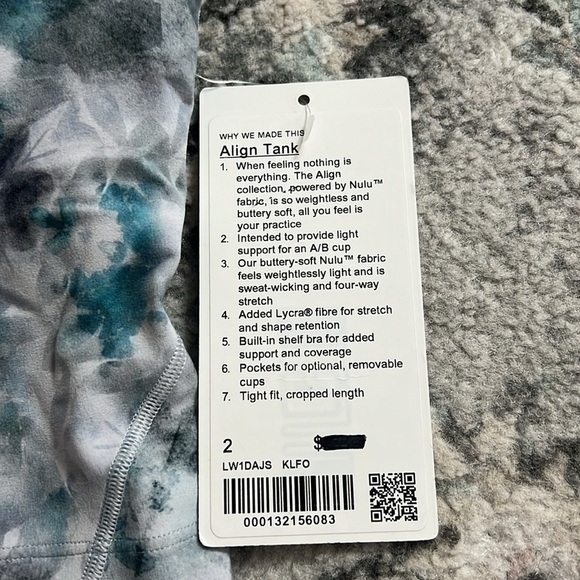 WHY WE MADE THIS
Align Tank
1. When feeling nothing is
everything. The Align
collection, powered by Nulu™
fabric, is so weightless and
buttery soft, all you feel is
your practice
2. Intended to provide light
support for an A/B cup
3. Our buttery-soft Nulu™ fabric
feels weightlessly light and is
sweat-wicking and four-way
stretch
4. Added Lycra® fibre for stretch
and shape retention
5. Built-in shelf bra for added
support and coverage
6. Pockets for optional, removable
cups
7. Tight fit, cropped length
2 $
LW1DAJS KLFO
000132156083